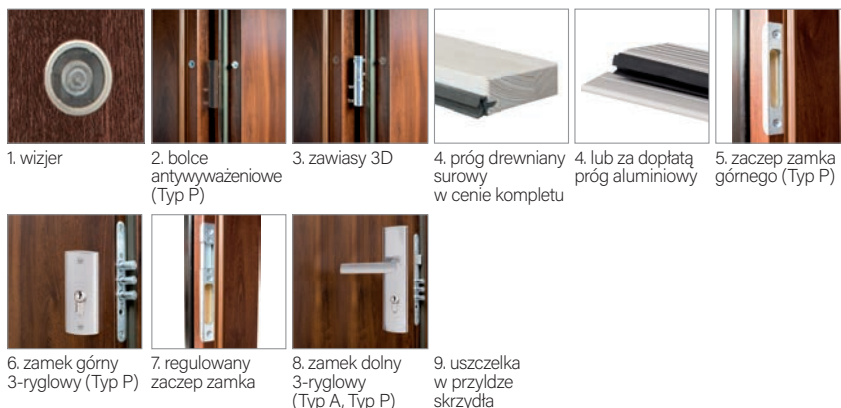 1. wizjer
2. bolce
antywyważeniowe
(Typ P)
3. zawiasy 3D
4. próg drewniany
surowy
w cenie kompletu
4. lub za dopłatą
próg aluminiowy
5. zaczep zamka
górnego (Typ P)
6. zamek górny
3-ryglowy (Typ P)
7. regulowany
zaczep zamka
8. zamek dolny
3-ryglowy
(Typ A, Typ P)
9. uszczelka
w przyldze
skrzydła